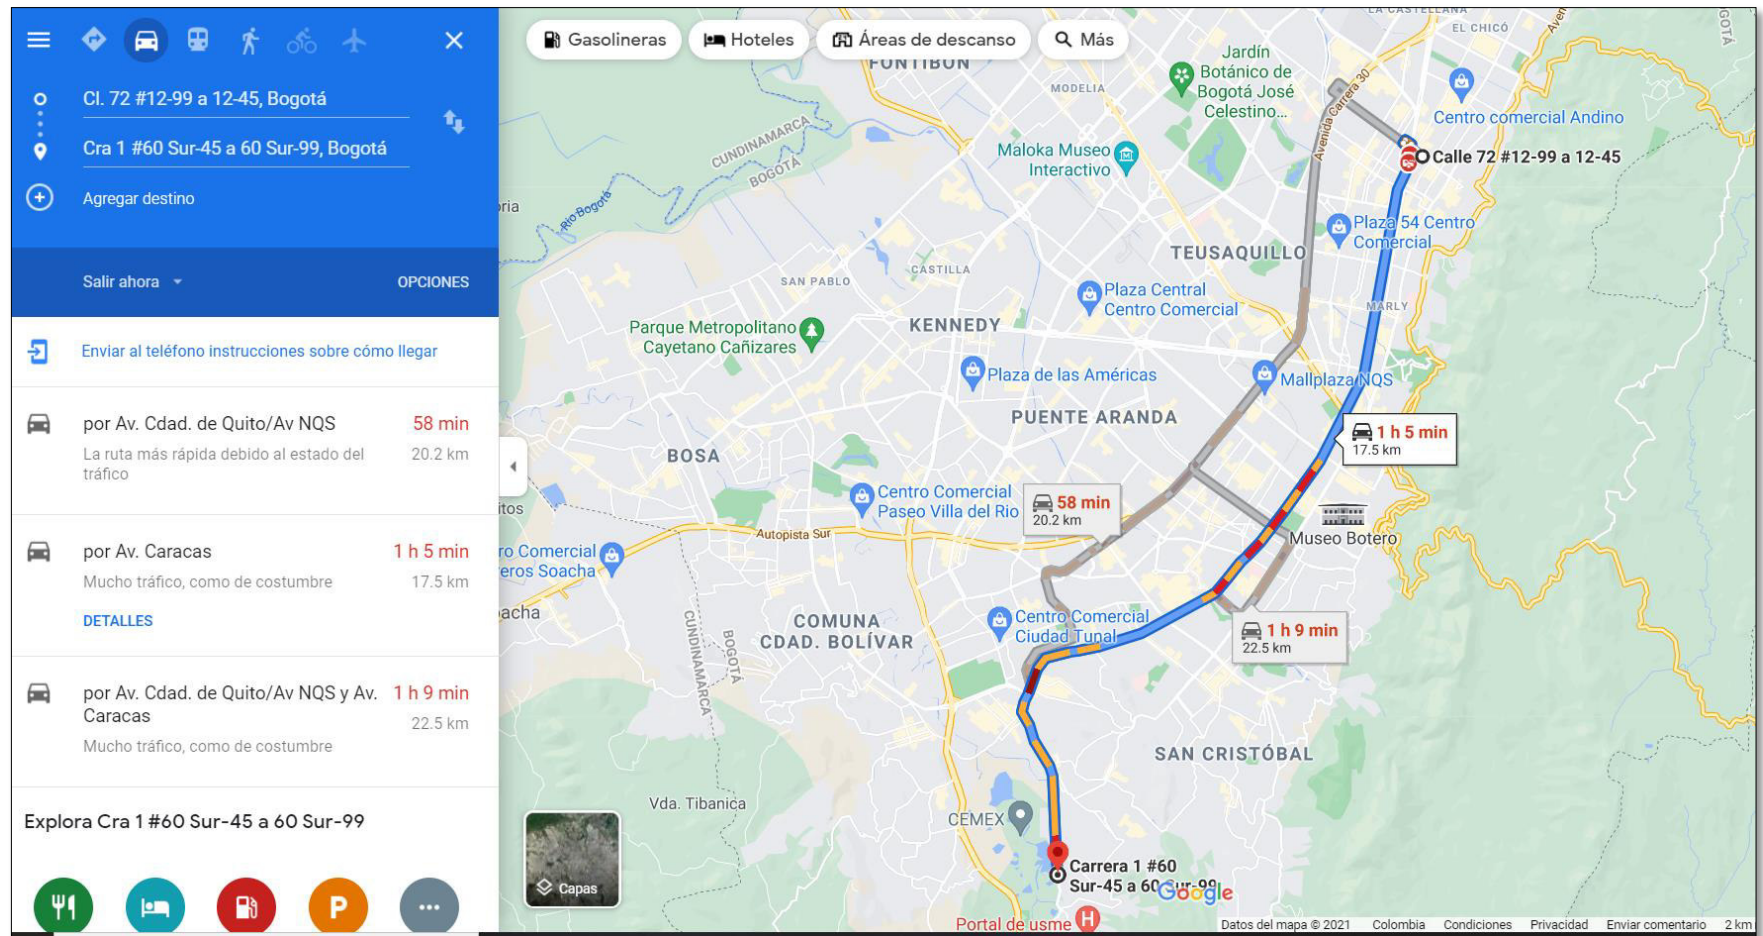 Cl. 72 #12-99 a 12-45, Bogotá
Cra 1 #60 Sur-45 a 60 Sur-99, Bogotá
Agregar destino
Salir ahora
OPCIONES
Enviar al teléfono instrucciones sobre cómo llegar
por Av. Cdad. de Quito/Av NQS
58 min
La ruta más rápida debido al estado del
20.2 km
tráfico
por Av. Caracas
1 h 5 min
Mucho tráfico, como de costumbre
17.5 km
DETALLES
por Av. Cdad. de Quito/Av NQS y Av.
1 h 9 min
Caracas
22.5 km
Mucho tráfico, como de costumbre
Explora Cra 1 #60 Sur-45 a 60 Sur-99
P
Gasolineras
Hoteles
Áreas de descanso
Más
LA CASTELLANA
EL CHICÓ
FONTIBÓN
MODELIA
Jardín
Botánico de
Bogotá José
Celestino...
Avenida Carrera 30
Centro comercial Andino
CUNDINAMARCA
BOGOTÁ
Río Bogotá
Maloka Museo
Interactivo
Calle 72 #12-99 a 12-45
Plaza 54 Centro
Comercial
TEUSAQUILLO
CASTILLA
SAN PABLO
Plaza Central
Centro Comercial
MARLY
Parque Metropolitano
Cayetano Cañizares
KENNEDY
Plaza de las Américas
Mallplaza NQS
PUENTE ARANDA
1 h 5 min
17.5 km
BOSA
Centro Comercial
Paseo Villa del Rio
58 min
20.2 km
Museo Botero
Autopista Sur
ro Comercial
eros Soacha
acha
COMUNA
CDAD. BOLÍVAR
CUNDINAMARCA
BOGOTÁ
Centro Comercial
Ciudad Tunal
1 h 9 min
22.5 km
SAN CRISTÓBAL
Vda. Tibanica
CEMEX
Capas
Carrera 1 #60
Sur-45 a 60 Sur-99
Google
Portal de usme
H
Datos del mapa © 2021
Colombia
Condiciones
Privacidad
Enviar comentario
2 km